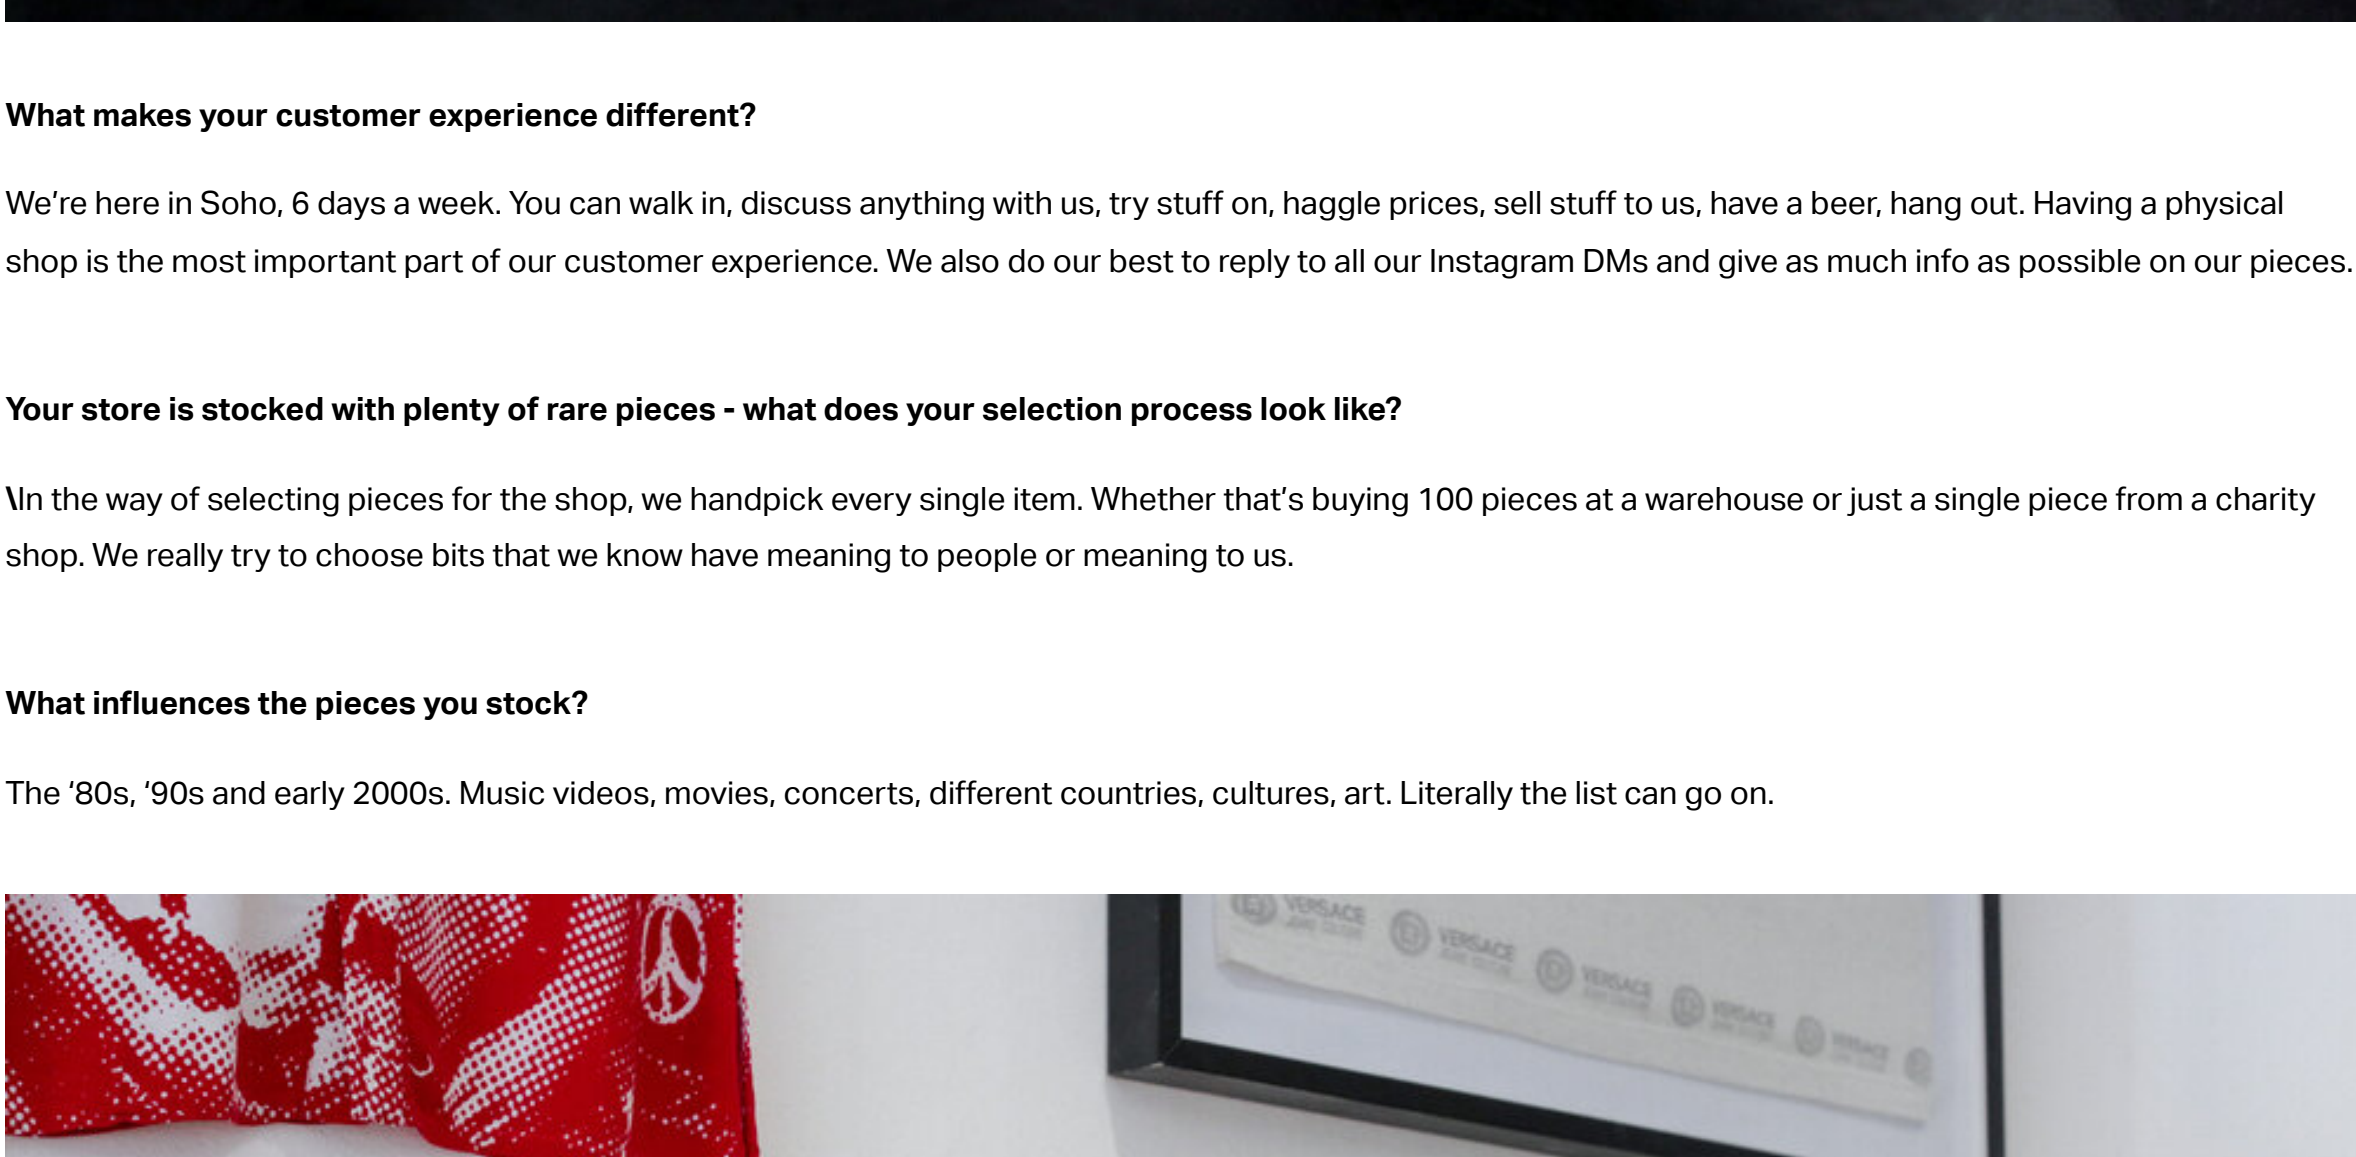 What makes your customer experience different?
We’re here in Soho, 6 days a week. You can walk in, discuss anything with us, try stuff on, haggle prices, sell stuff to us, have a beer, hang out. Having a physical
shop is the most important part of our customer experience. We also do our best to reply to all our Instagram DMs and give as much info as possible on our pieces.
Your store is stocked with plenty of rare pieces - what does your selection process look like?
\In the way of selecting pieces for the shop, we handpick every single item. Whether that’s buying 100 pieces at a warehouse or just a single piece from a charity
shop. We really try to choose bits that we know have meaning to people or meaning to us.
What influences the pieces you stock?
The ‘80s, ‘90s and early 2000s. Music videos, movies, concerts, different countries, cultures, art. Literally the list can go on.
VERSACE VERSACE VERSACE VERSACE VERSACE